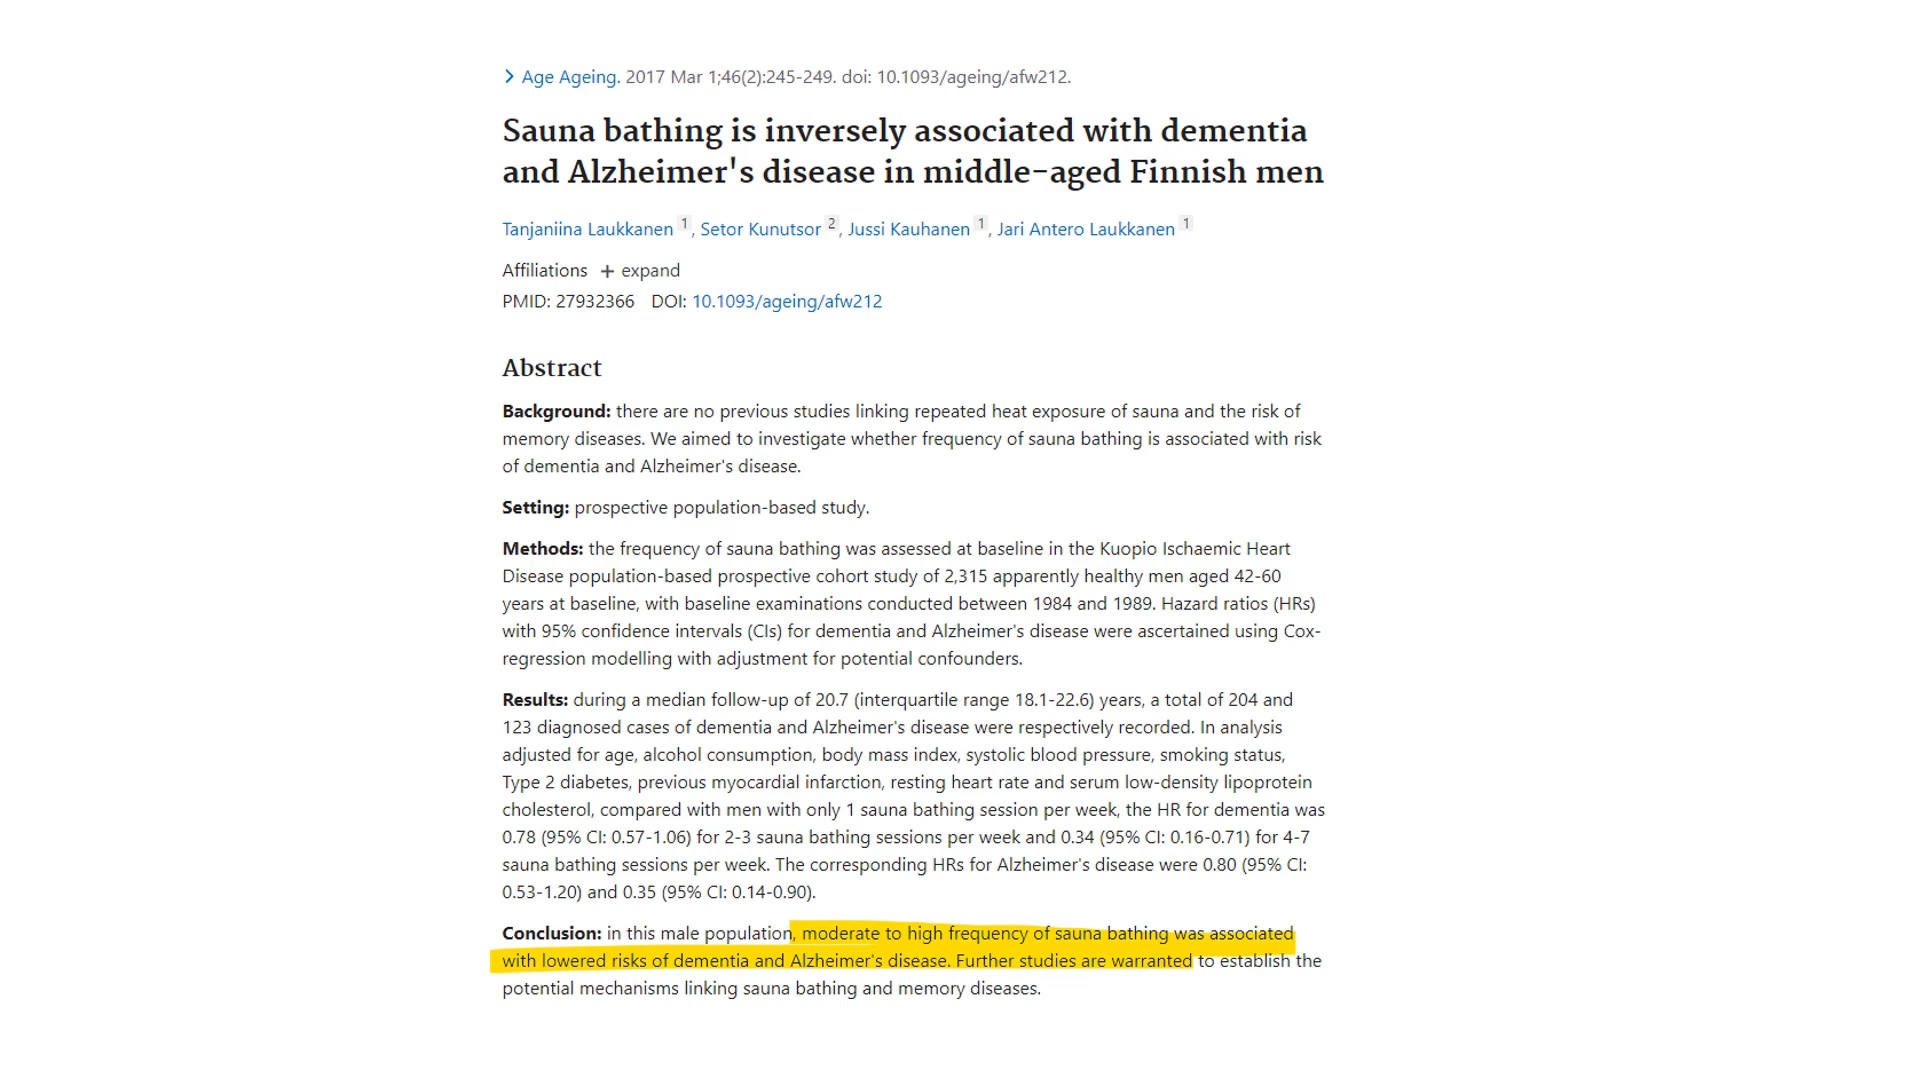 Age Ageing. 2017 Mar 1;46(2):245-249. doi: 10.1093/ageing/afw212.
Sauna bathing is inversely associated with dementia
and Alzheimer's disease in middle-aged Finnish men
Tanjaniina Laukkanen 1, Setor Kunutsor 2, Jussi Kauhanen 1, Jari Antero Laukkanen 1
Affiliations + expand
PMID: 27932366 DOI: 10.1093/ageing/afw212
Abstract
Background: there are no previous studies linking repeated heat exposure of sauna and the risk of
memory diseases. We aimed to investigate whether frequency of sauna bathing is associated with risk
of dementia and Alzheimer's disease.
Setting: prospective population-based study.
Methods: the frequency of sauna bathing was assessed at baseline in the Kuopio Ischaemic Heart
Disease population-based prospective cohort study of 2,315 apparently healthy men aged 42-60
years at baseline, with baseline examinations conducted between 1984 and 1989. Hazard ratios (HRs)
with 95% confidence intervals (CIs) for dementia and Alzheimer's disease were ascertained using Cox-
regression modelling with adjustment for potential confounders.
Results: during a median follow-up of 20.7 (interquartile range 18.1-22.6) years, a total of 204 and
123 diagnosed cases of dementia and Alzheimer's disease were respectively recorded. In analysis
adjusted for age, alcohol consumption, body mass index, systolic blood pressure, smoking status,
Type 2 diabetes, previous myocardial infarction, resting heart rate and serum low-density lipoprotein
cholesterol, compared with men with only 1 sauna bathing session per week, the HR for dementia was
0.78 (95% CI: 0.57-1.06) for 2-3 sauna bathing sessions per week and 0.34 (95% CI: 0.16-0.71) for 4-7
sauna bathing sessions per week. The corresponding HRs for Alzheimer's disease were 0.80 (95% CI:
0.53-1.20) and 0.35 (95% CI: 0.14-0.90).
Conclusion: in this male population, moderate to high frequency of sauna bathing was associated
with lowered risks of dementia and Alzheimer's disease. Further studies are warranted to establish the
potential mechanisms linking sauna bathing and memory diseases.